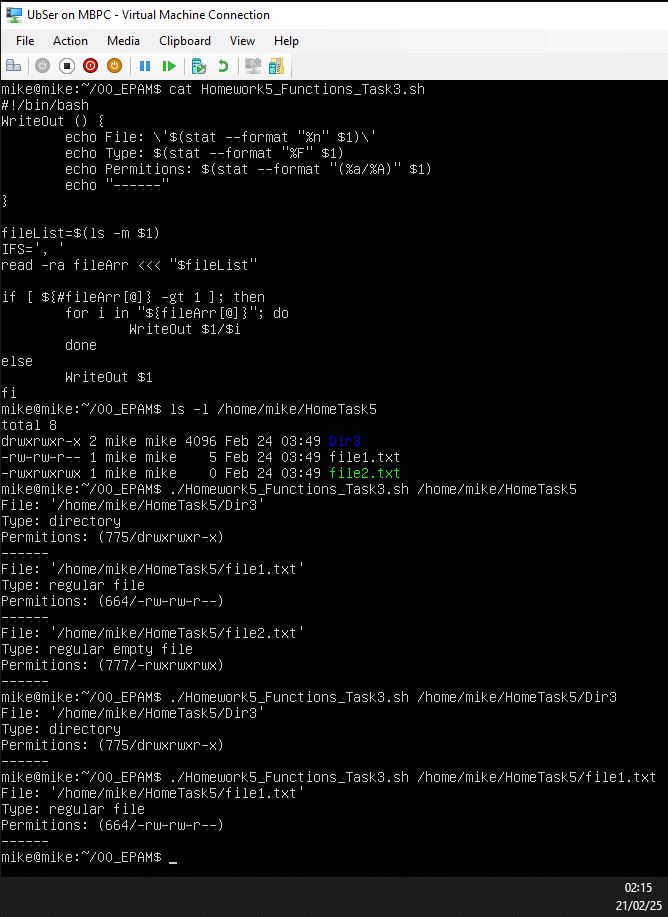 UbSer on MBPC - Virtual Machine Connection
File Action Media Clipboard View Help
mike@mike:~/00_EPAM$ cat Homework5_Functions_Task3.sh
#!/bin/bash
WriteOut () {
        echo File: \'$(stat --format "%n" $1)\'
        echo Type: $(stat --format "%F" $1)
        echo Permitions: $(stat --format "(%a/%A)" $1)
        echo "------"
}

fileList=$(ls -m $1)
IFS=', '
read -ra fileArr <<< "$fileList"

if [ ${#fileArr[@]} -gt 1 ]; then
        for i in "${fileArr[@]}"; do
                WriteOut $1/$i
        done
else
        WriteOut $1
fi
mike@mike:~/00_EPAM$ ls -l /home/mike/HomeTask5
total 8
drwxrwxr-x 2 mike mike 4096 Feb 24 03:49 Dir3
-rw-rw-r-- 1 mike mike    5 Feb 24 03:49 file1.txt
-rwxrwxrwx 1 mike mike    0 Feb 24 03:49 file2.txt
mike@mike:~/00_EPAM$ ./Homework5_Functions_Task3.sh /home/mike/HomeTask5
File: '/home/mike/HomeTask5/Dir3'
Type: directory
Permitions: (775/drwxrwxr-x)
------
File: '/home/mike/HomeTask5/file1.txt'
Type: regular file
Permitions: (664/-rw-rw-r--)
------
File: '/home/mike/HomeTask5/file2.txt'
Type: regular empty file
Permitions: (777/-rwxrwxrwx)
------
mike@mike:~/00_EPAM$ ./Homework5_Functions_Task3.sh /home/mike/HomeTask5/Dir3
File: '/home/mike/HomeTask5/Dir3'
Type: directory
Permitions: (775/drwxrwxr-x)
------
mike@mike:~/00_EPAM$ ./Homework5_Functions_Task3.sh /home/mike/HomeTask5/file1.txt
File: '/home/mike/HomeTask5/file1.txt'
Type: regular file
Permitions: (664/-rw-rw-r--)
------
mike@mike:~/00_EPAM$ _
02:15
21/02/25